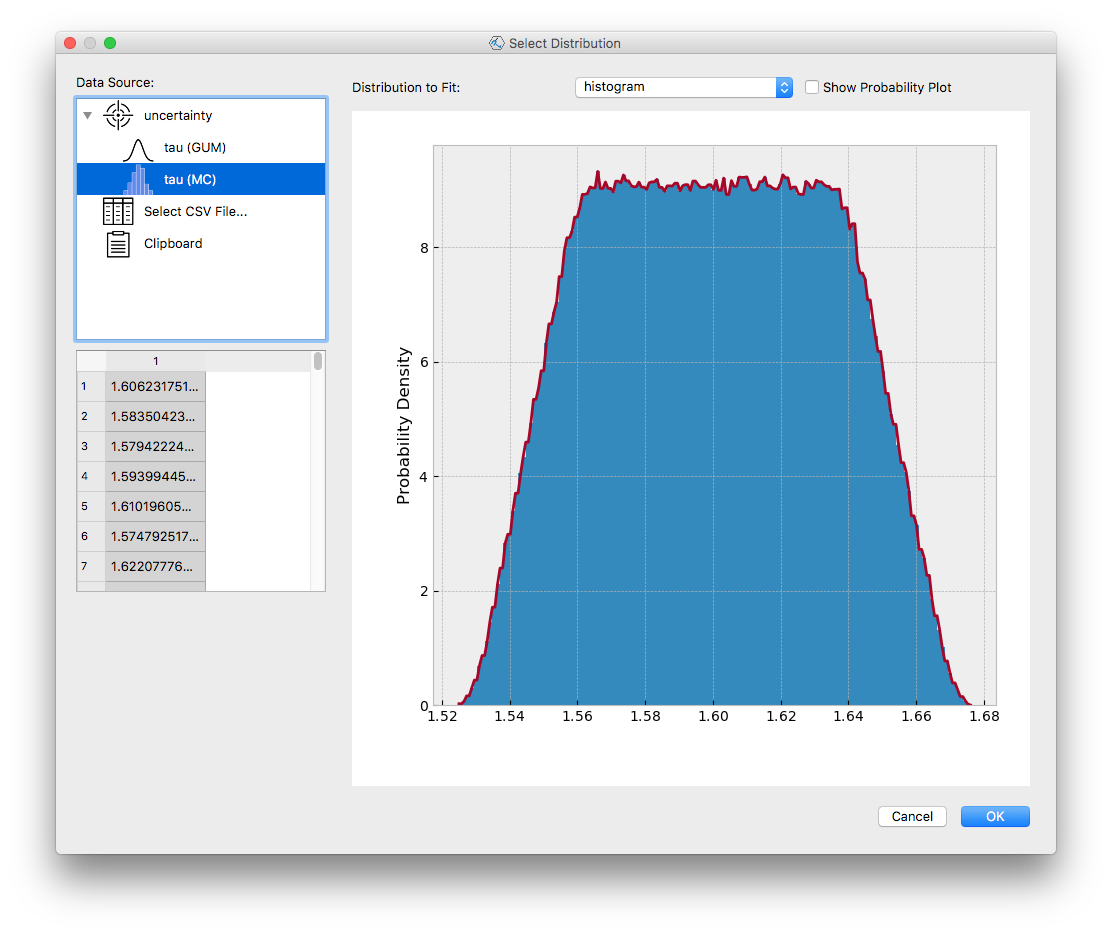 Select Distribution
Data Source:
uncertainty
tau (GUM)
tau (MC)
Select CSV File...
Clipboard
1
1 1.606231751...
2 1.58350423...
3 1.57942224...
4 1.59399445...
5 1.61019605...
6 1.574792517...
7 1.62207776...
Distribution to Fit:
histogram
Show Probability Plot
Probability Density
8
6
4
2
0
1.52 1.54 1.56 1.58 1.60 1.62 1.64 1.66 1.68
Cancel
OK